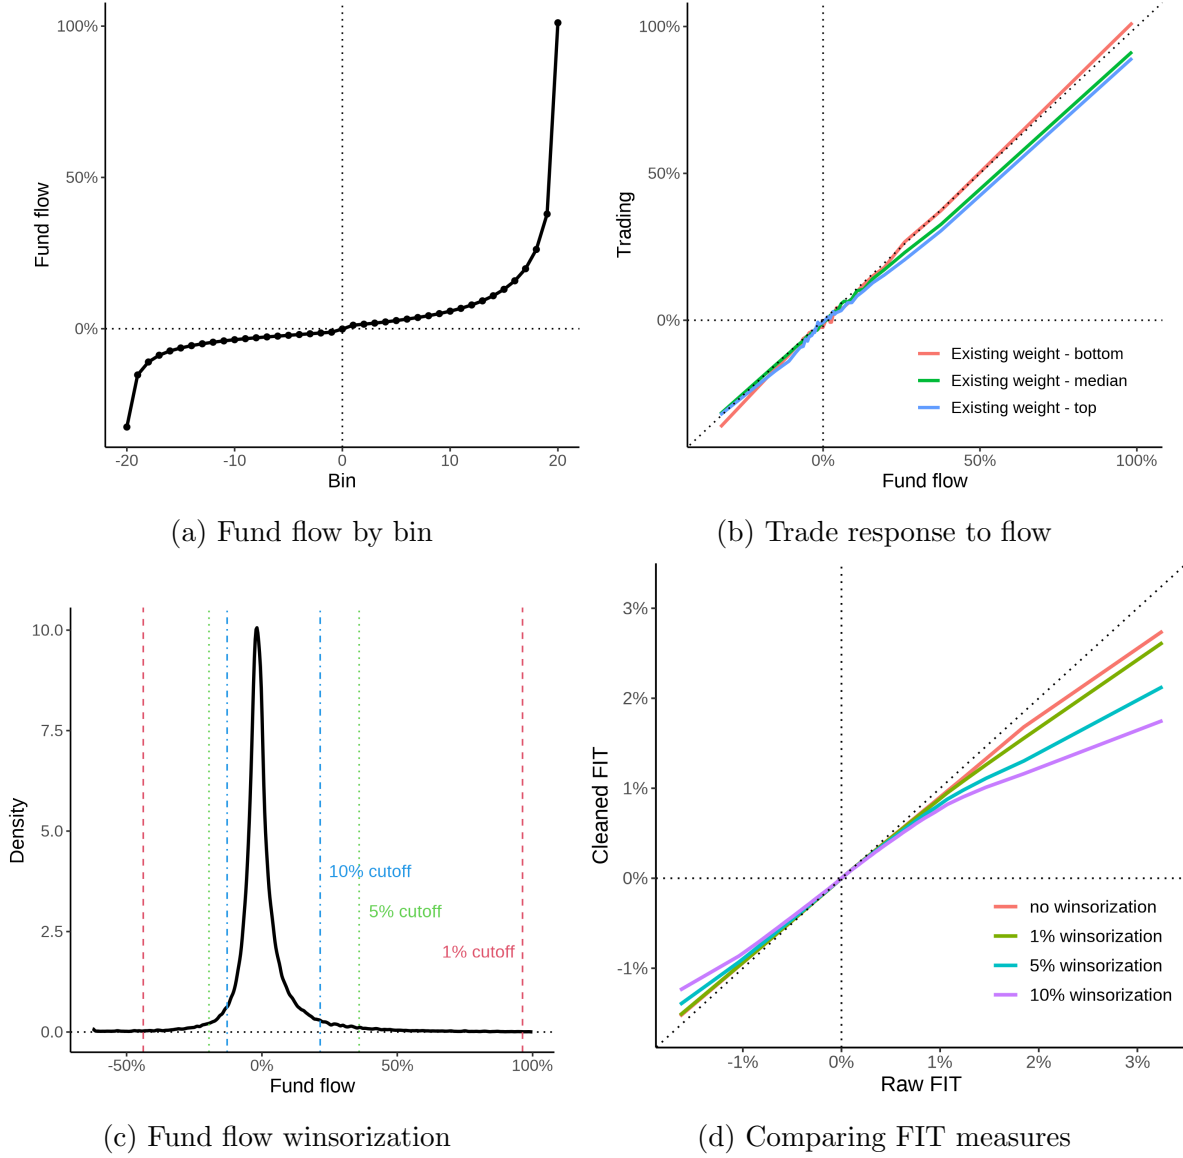 100%
50%
0%
Fund flow
-20
-10
0
10
20
Bin
(a) Fund flow by bin
100%
50%
0%
Trading
Existing weight - bottom
Existing weight - median
Existing weight - top
0%
50%
100%
Fund flow
(b) Trade response to flow
10.0
7.5
5.0
2.5
0.0
Density
10% cutoff
5% cutoff
1% cutoff
-50%
0%
50%
100%
Fund flow
(c) Fund flow winsorization
3%
2%
1%
0%
-1%
Cleaned FIT
no winsorization
1% winsorization
5% winsorization
10% winsorization
-1%
0%
1%
2%
3%
Raw FIT
(d) Comparing FIT measures